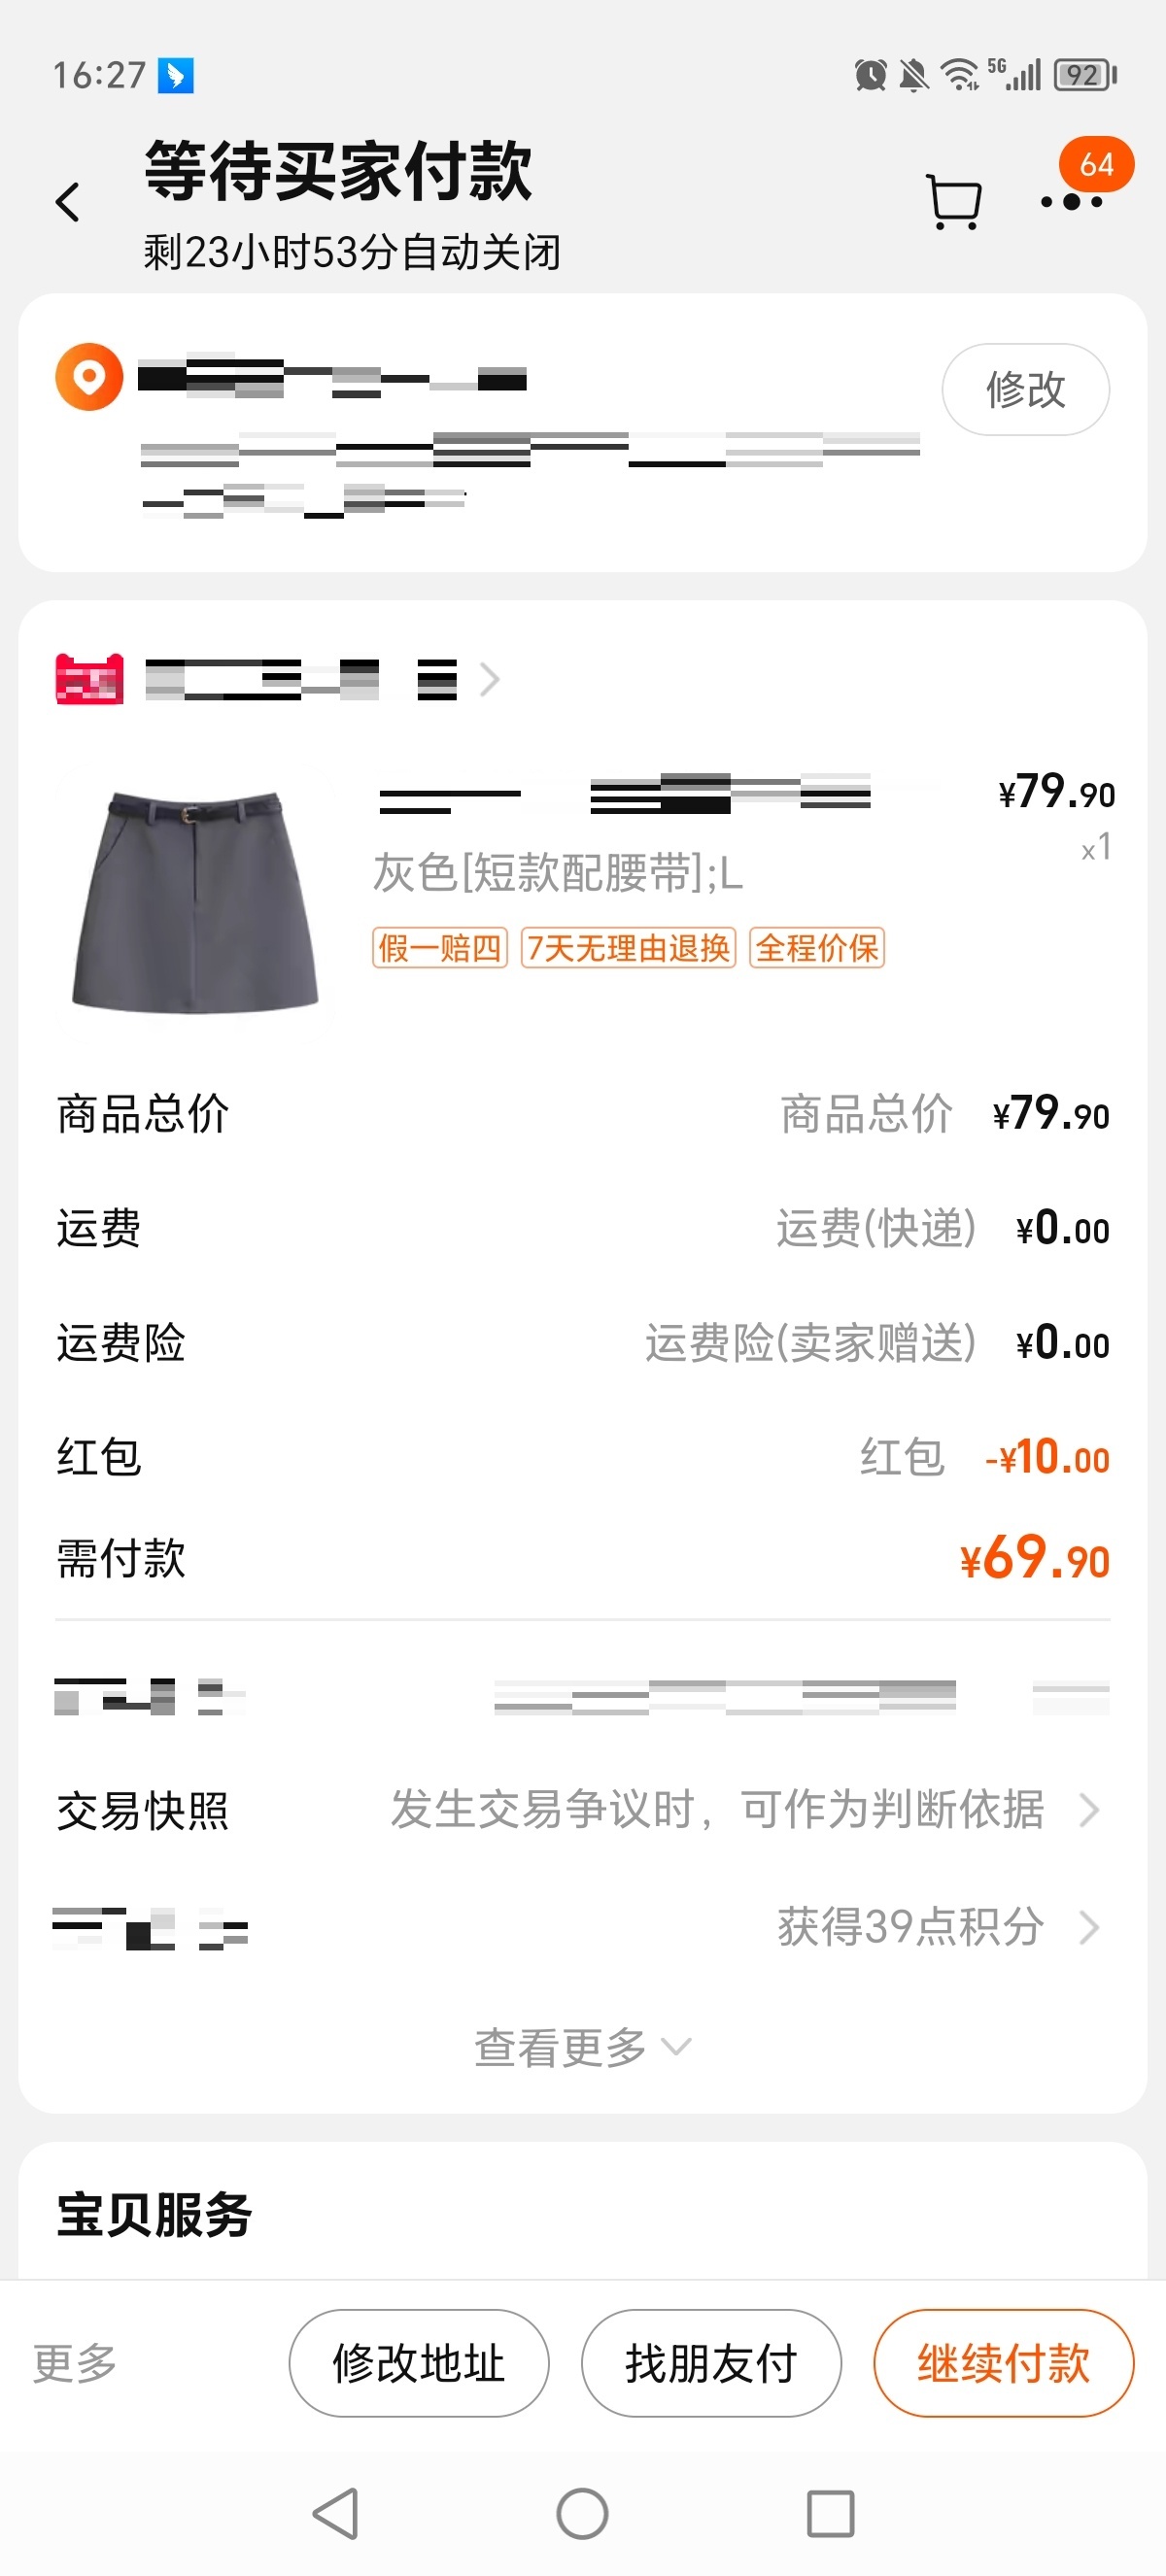 16:27
5G
92
等待买家付款
64
剩23小时53分自动关闭
修改
¥79.90
x1
灰色[短款配腰带];L
假一赔四 7天无理由退换 全程价保
商品总价 商品总价 ¥79.90
运费 运费(快递) ¥0.00
运费险 运费险(卖家赠送) ¥0.00
红包 红包 -¥10.00
需付款 ¥69.90
交易快照 发生交易争议时，可作为判断依据
获得39点积分
查看更多
宝贝服务
更多 修改地址 找朋友付 继续付款